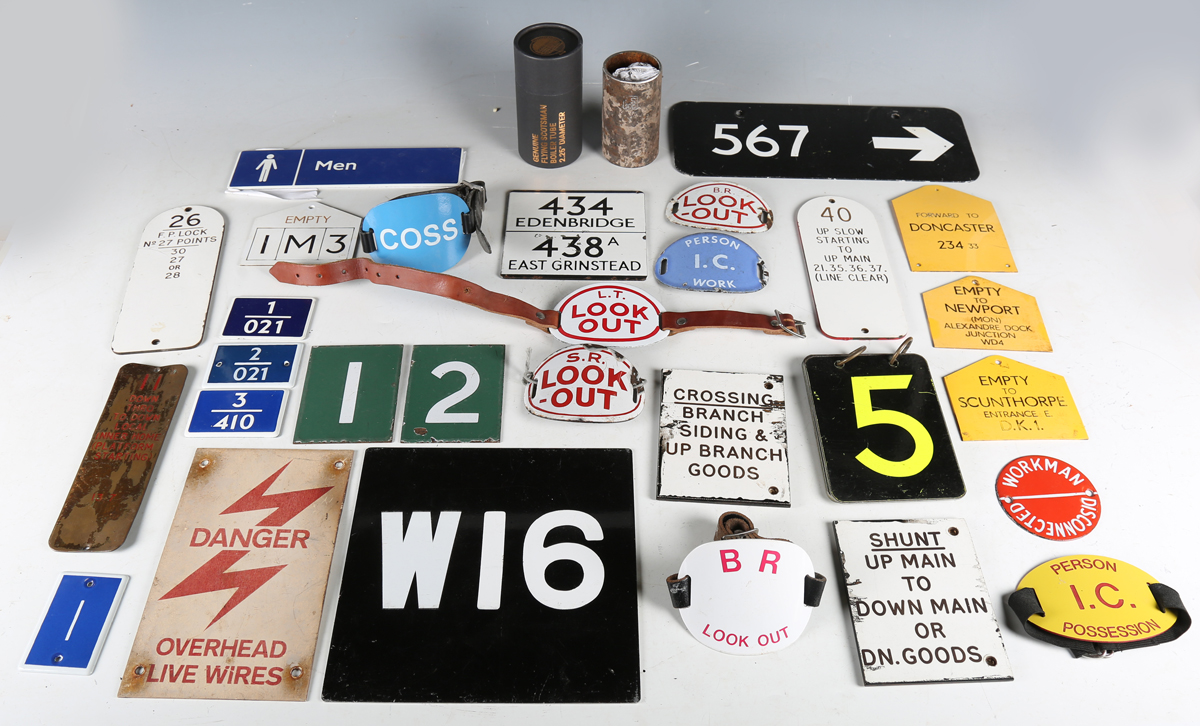 GENUINE
FLYING SCOTSMAN
BOILER TUBE
2.25" DIAMETER
567
Men
26
F.P. LOCK
Nº 27 POINTS
30
27
OR
28
EMPTY
1M3
COSS
434
EDENBRIDGE
438A
EAST GRINSTEAD
B.R.
LOOK
-OUT
PERSON
I.C.
WORK
40
UP SLOW
STARTING
TO
UP MAIN
21.35.36.37.
(LINE CLEAR)
FORWARD TO
DONCASTER
234 33
L.T.
LOOK
OUT
EMPTY
TO
NEWPORT
(MON)
ALEXANDRE DOCK
JUNCTION
WD4
1
021
2
021
3
410
1
2
S.R.
LOOK
-OUT
CROSSING
BRANCH
SIDING &
UP BRANCH
GOODS
5
EMPTY
TO
SCUNTHORPE
ENTRANCE E.
D.K.1.
11
DOWN
TO DOWN
DANGER
OVERHEAD
LIVE WIRES
W16
WORKMAN
DISCONNECTED
1
B R
LOOK OUT
SHUNT
UP MAIN
TO
DOWN MAIN
OR
DN.GOODS.
PERSON
I.C.
POSSESSION